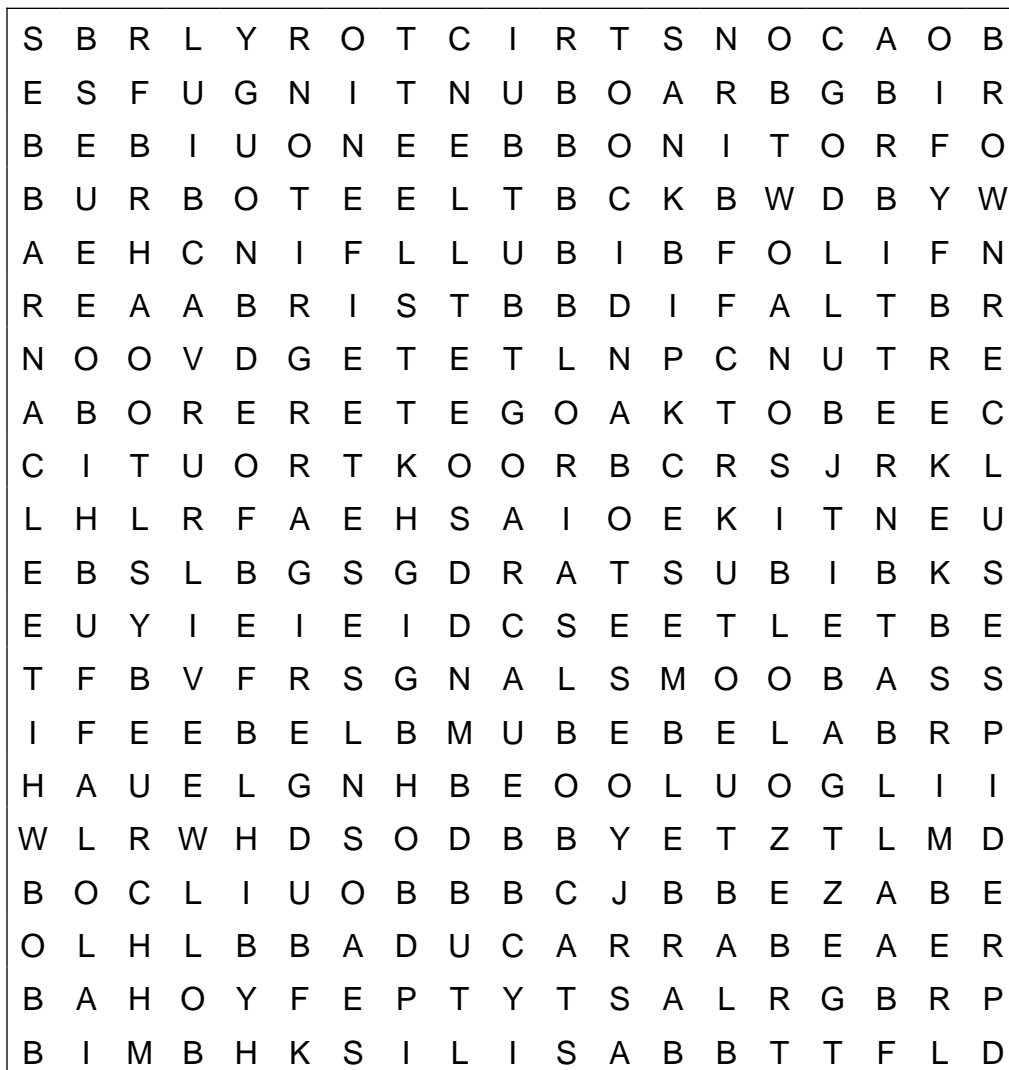 S B R L Y R O T C I R T S N O C A O B
E S F U G N I T N U B O A R B G B I R
B E B I U O N E E B B O N I T O R F O
B U R B O T E E L T B C K B W D B Y W
A E H C N I F L L U B I B F O L I F N
R E A A B R I S T B B D I F A L T B R
N O O V D G E T E T L N P C N U T R E
A B O R E R E T E G O A K T O B E E C
C I T U O R T K O O R B C R S J R K L
L H L R F A E H S A I O E K I T N E U
E B S L B G S G D R A T S U B I B K S
E U Y I E I E I D C S E E T L E T B E
T F B V F R S G N A L S M O O B A S S
I F E E B E L B M U B E B E L A B R P
H A U E L G N H B E O O L U O G L I I
W L R W H D S O D B B Y E T Z T L M D
B O C L I U O B B B C J B B E Z A B E
O L H L B B A D U C A R R A B E A E R
B A H O Y F E P T Y T S A L R G B R P
B I M B H K S I L I S A B B T T F L D